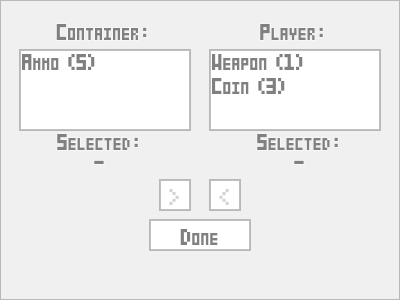 Container:
Ammo (5)
Selected:
–
Player:
Weapon (1)
Coin (3)
Selected:
–
> <
Done